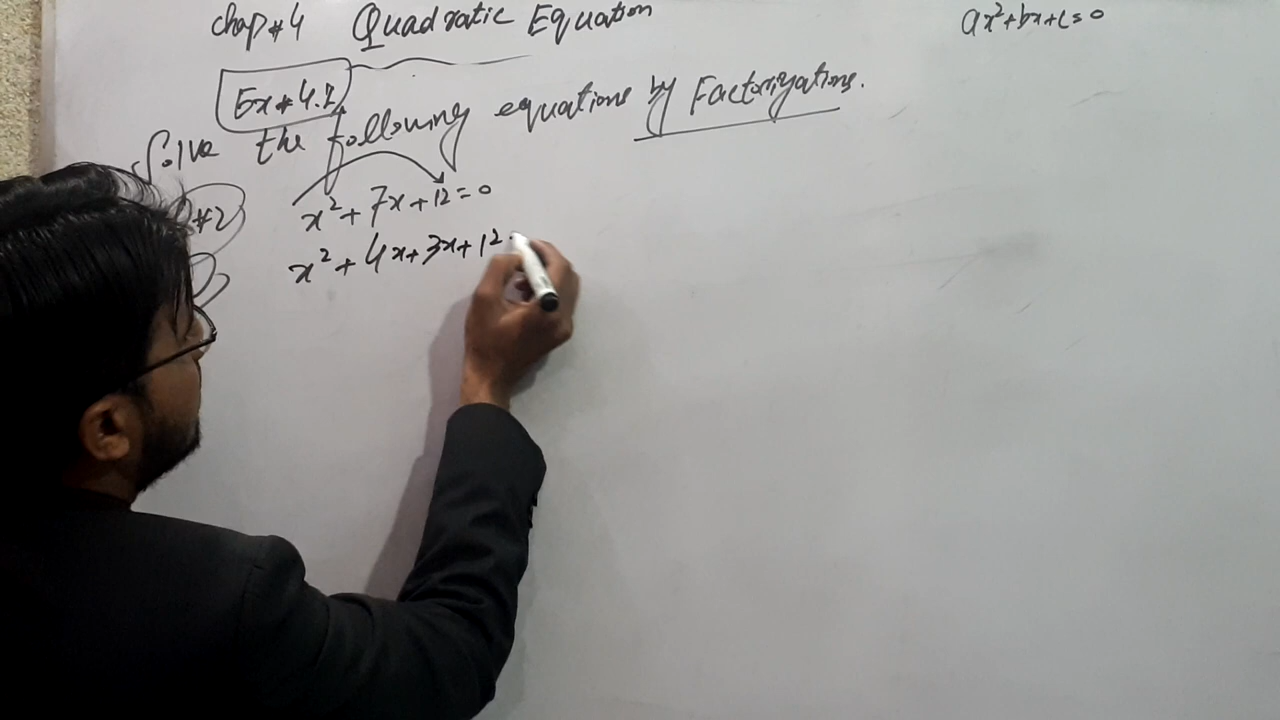 Chap#4 Quadratic Equation
ax²+bx+c=0
Ex#4.1
Solve the following equations by Factorizations.
#2) x²+7x+12=0
x²+4x+3x+12